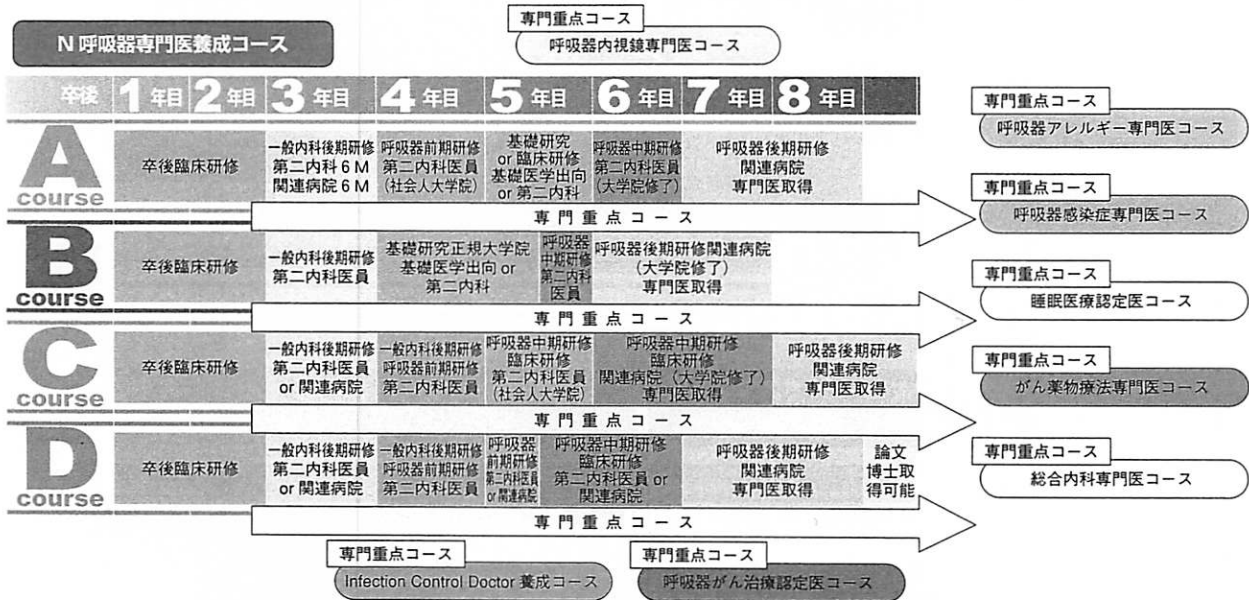 N 呼吸器専門医養成コース
専門重点コース
呼吸器内視鏡専門医コース
卒後 1年目 2年目 3年目 4年目 5年目 6年目 7年目 8年目
A
course
卒後臨床研修
一般内科後期研修
第二内科 6 M
関連病院 6 M
呼吸器前期研修
第二内科医員
(社会人大学院)
基礎研究
or 臨床研修
基礎医学出向
or 第二内科
呼吸器中期研修
第二内科医員
(大学院修了)
呼吸器後期研修
関連病院
専門医取得
専門重点コース
B
course
卒後臨床研修
一般内科後期研修
第二内科医員
基礎研究正規大学院
基礎医学出向 or
第二内科
呼吸器
中期研修
第二内科
医員
呼吸器後期研修関連病院
(大学院修了)
専門医取得
専門重点コース
C
course
卒後臨床研修
一般内科後期研修
第二内科医員
or 関連病院
一般内科後期研修
呼吸器前期研修
第二内科医員
呼吸器中期研修
臨床研修
第二内科医員
(社会人大学院)
呼吸器中期研修
臨床研修
関連病院（大学院修了）
専門医取得
呼吸器後期研修
関連病院
専門医取得
専門重点コース
D
course
卒後臨床研修
一般内科後期研修
第二内科医員
or 関連病院
一般内科後期研修
呼吸器前期研修
第二内科医員
呼吸器
前期研修
第二内科医員
or 関連病院
呼吸器中期研修
臨床研修
第二内科医員 or
関連病院
呼吸器後期研修
関連病院
専門医取得
論文
博士取
得可能
専門重点コース
専門重点コース
呼吸器アレルギー専門医コース
専門重点コース
呼吸器感染症専門医コース
専門重点コース
睡眠医療認定医コース
専門重点コース
がん薬物療法専門医コース
専門重点コース
総合内科専門医コース
専門重点コース
Infection Control Doctor 養成コース
専門重点コース
呼吸器がん治療認定医コース